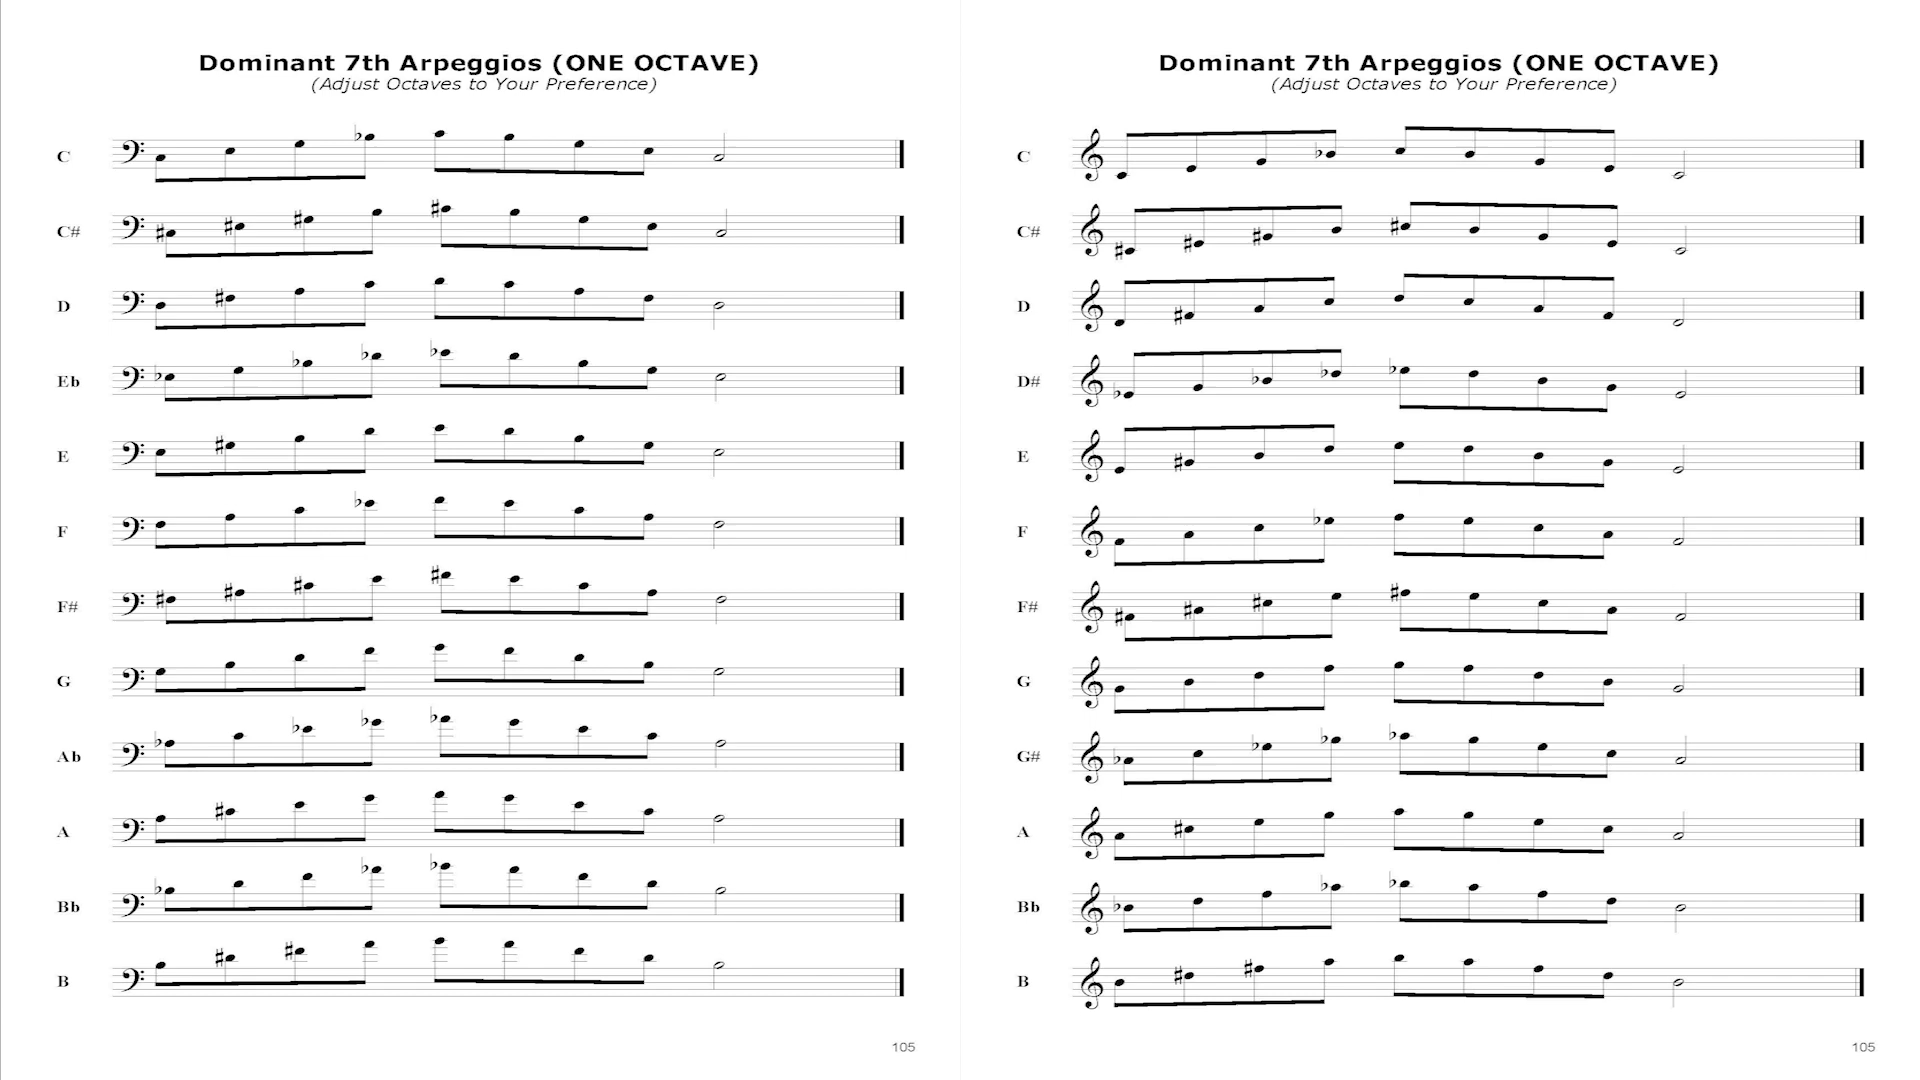 Dominant 7th Arpeggios (ONE OCTAVE)
(Adjust Octaves to Your Preference)
C
C#
D
Eb
E
F
F#
G
Ab
A
Bb
B
105
Dominant 7th Arpeggios (ONE OCTAVE)
(Adjust Octaves to Your Preference)
C
C#
D
D#
E
F
F#
G
G#
A
Bb
B
105